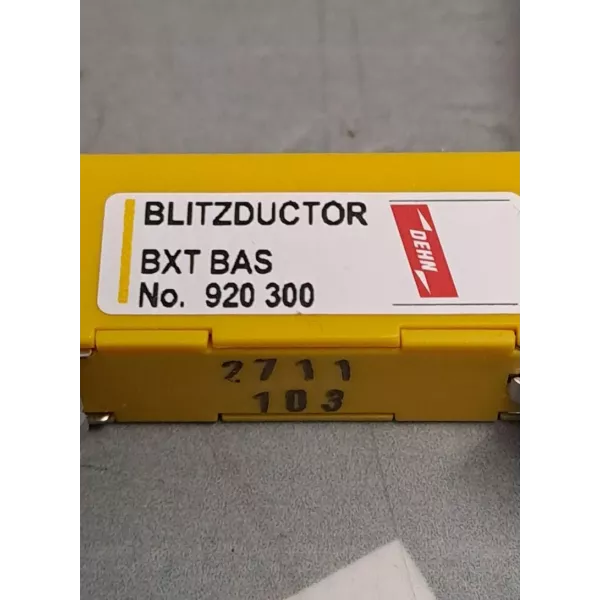 BLITZDUCTOR
BXT BAS
No. 920 300
DEHN
2711
103